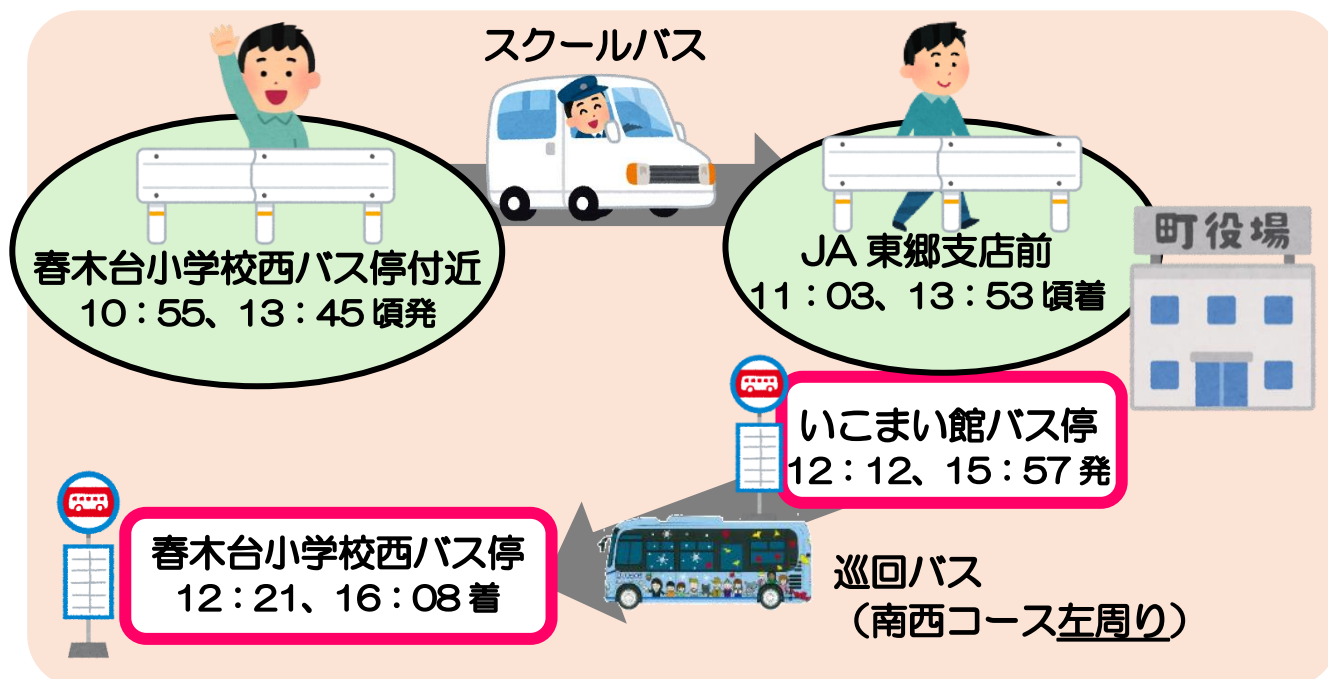 スクールバス
春木台小学校西バス停付近
10：55、13：45頃発
JA東郷支店前
11：03、13：53頃着
町役場
いこまい館バス停
12：12、15：57発
春木台小学校西バス停
12：21、16：08着
巡回バス
（南西コース左周り）